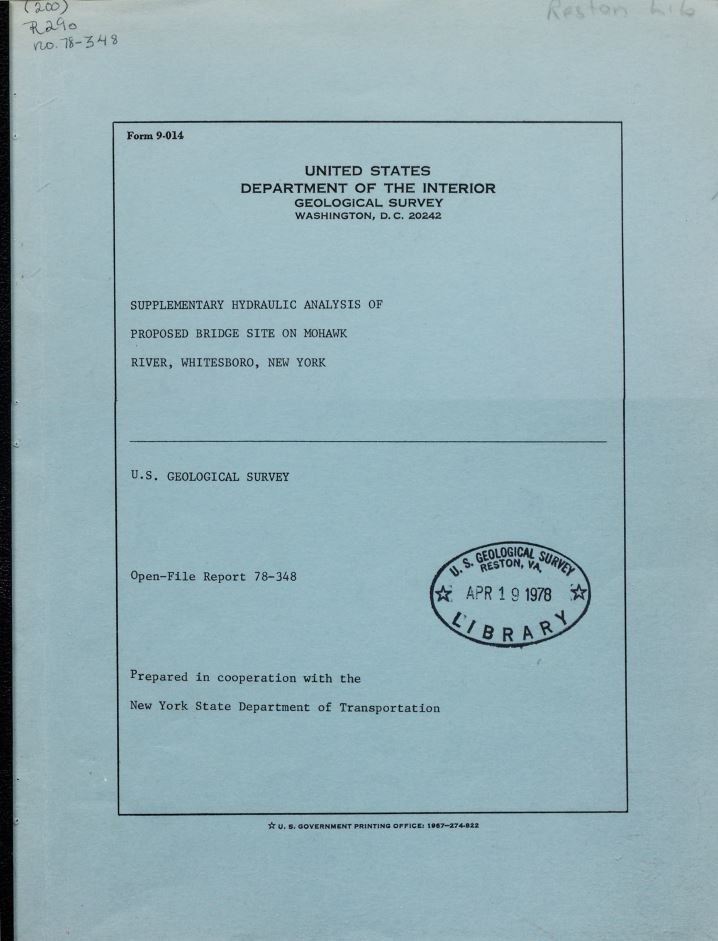 (200)
R29o
no. 78-348
Reston Lib
Form 9-014
UNITED STATES
DEPARTMENT OF THE INTERIOR
GEOLOGICAL SURVEY
WASHINGTON, D. C. 20242
SUPPLEMENTARY HYDRAULIC ANALYSIS OF
PROPOSED BRIDGE SITE ON MOHAWK
RIVER, WHITESBORO, NEW YORK
U.S. GEOLOGICAL SURVEY
Open-File Report 78-348
U. S. GEOLOGICAL SURVEY
RESTON, VA.
☆ APR 19 1978 ☆
LIBRARY
Prepared in cooperation with the
New York State Department of Transportation
☆ U. S. GOVERNMENT PRINTING OFFICE: 1967—274-822